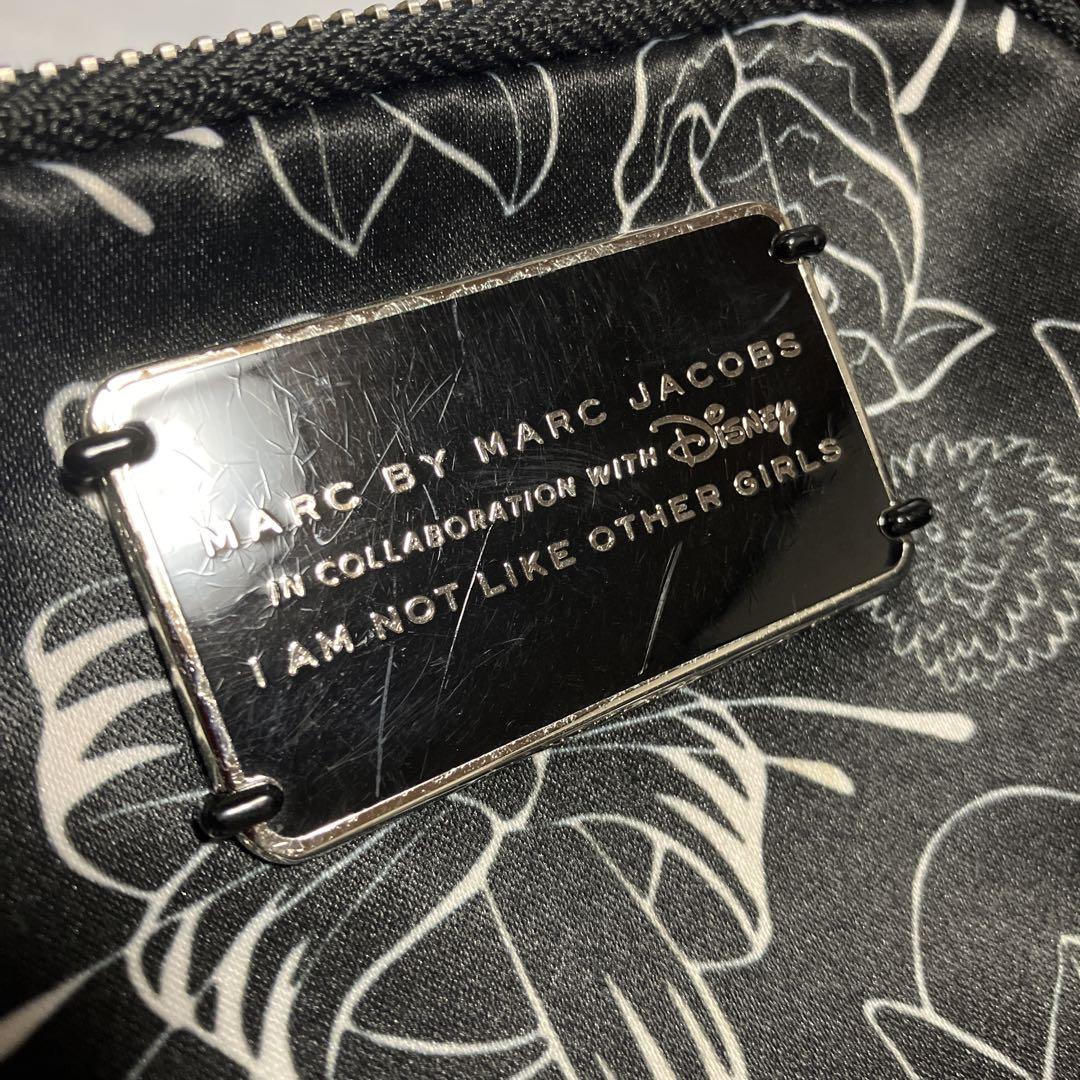 MARC BY MARC JACOBS
IN COLLABORATION WITH Disney
I AM NOT LIKE OTHER GIRLS